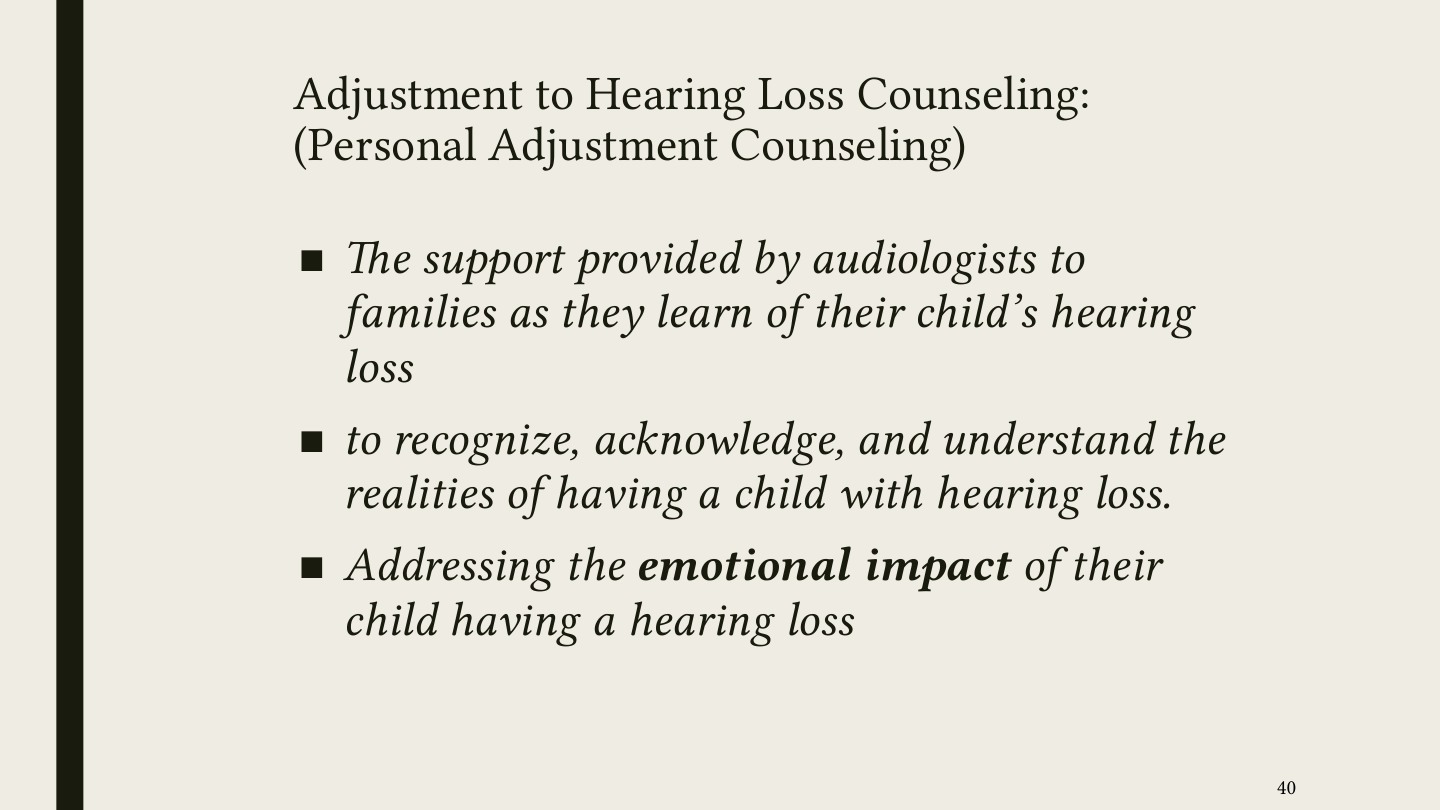 Adjustment to Hearing Loss Counseling:
(Personal Adjustment Counseling)
■ The support provided by audiologists to
families as they learn of their child’s hearing
loss
■ to recognize, acknowledge, and understand the
realities of having a child with hearing loss.
■ Addressing the emotional impact of their
child having a hearing loss
40